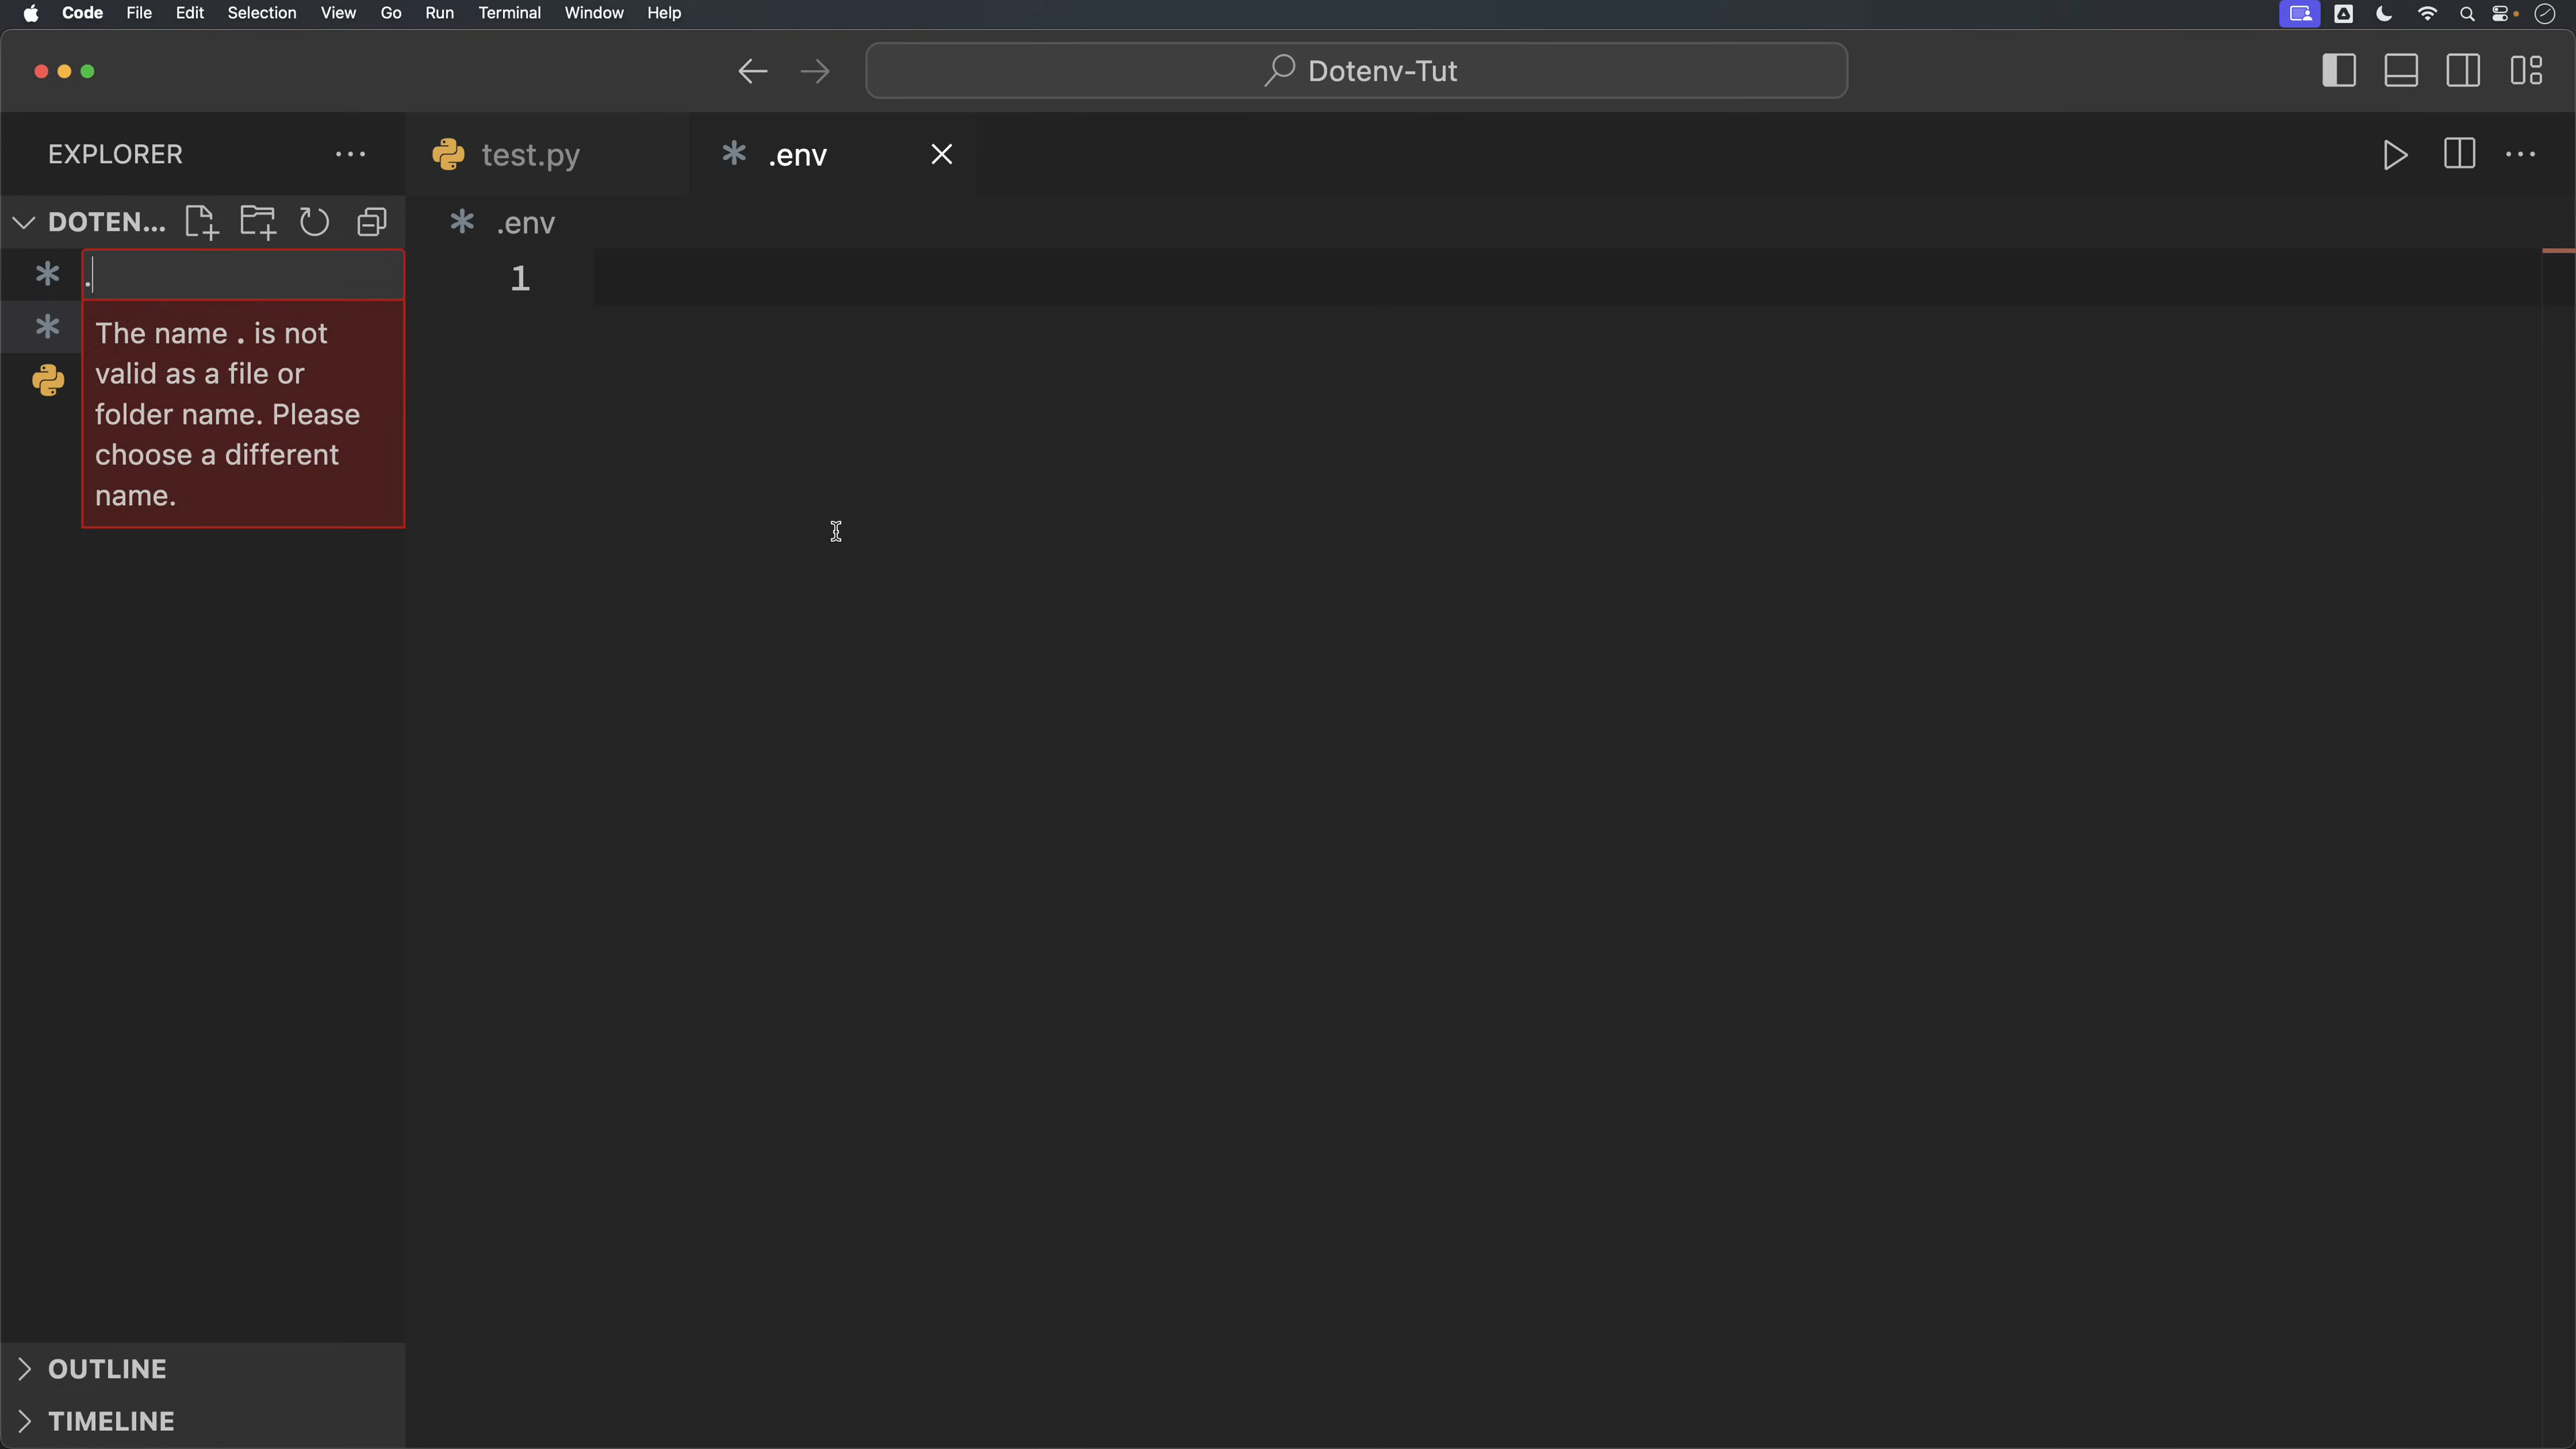 Code File Edit Selection View Go Run Terminal Window Help
Dotenv-Tut
EXPLORER
test.py
.env
DOTEN...
.env
.
1
The name . is not
valid as a file or
folder name. Please
choose a different
name.
OUTLINE
TIMELINE